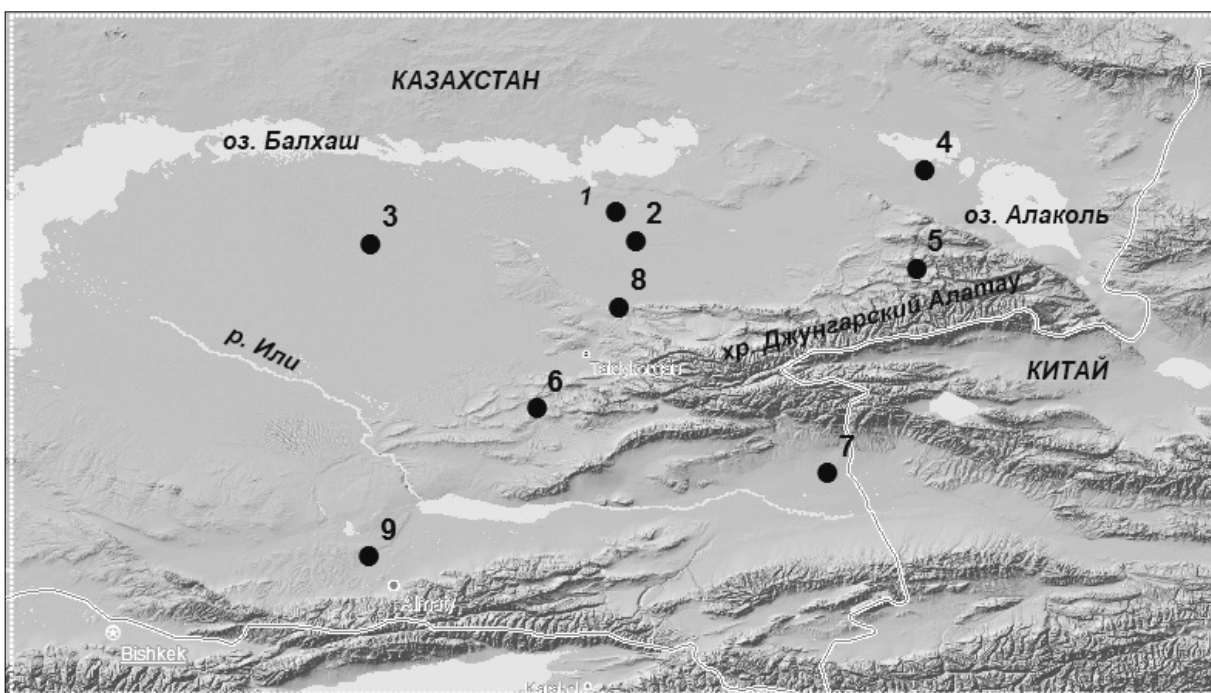 КАЗАХСТАН
оз. Балхаш
4
1
2
3
оз. Алаколь
5
8
хр. Джунгарский Алатау
р. Или
Taldykorgan
КИТАЙ
6
7
9
Almaty
Bishkek
Karakol